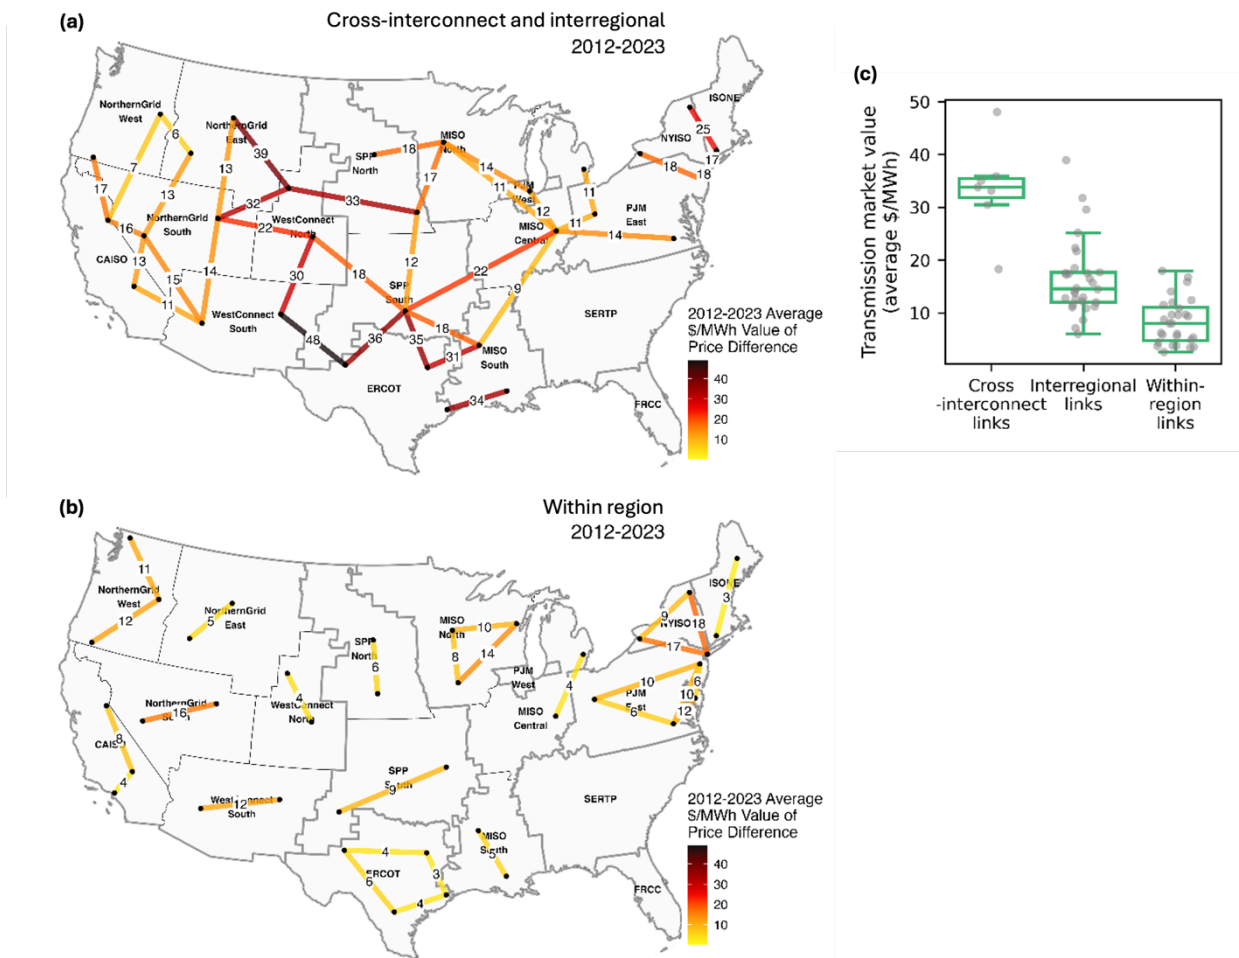 (a)
Cross-interconnect and interregional
2012-2023
NorthernGrid
West
6
NorthernGrid
East
39
7
17
13
13
32
33
16
NorthernGrid
South
22
WestConnect
North
CAISO
13
15
14
11
30
18
WestConnect
South
48
SPP
North
18
MISO
North
14
11
17
PJM
West
12
11
11
MISO
Central
PJM
East
14
12
22
9
SPP
South
18
36
35
31
MISO
South
SERTP
ERCOT
34
FRCC
NYISO
ISONE
25
17
18
18
2012-2023 Average
$/MWh Value of
Price Difference
40
30
20
10
(b)
Within region
2012-2023
11
NorthernGrid
West
12
NorthernGrid
East
5
SPP
North
6
MISO
North
10
8
14
PJM
West
4
MISO
Central
ISONE
3
9
NYISO
18
17
10
PJM
East
6
6
10
12
NorthernGrid
South
16
4
WestConnect
North
CAISO
8
4
WestConnect
South
12
SPP
South
9
SERTP
4
ERCOT
6
3
4
MISO
South
5
FRCC
2012-2023 Average
$/MWh Value of
Price Difference
40
30
20
10
(c)
Transmission market value
(average $/MWh)
50
40
30
20
10
Cross
-interconnect
links
Interregional
links
Within-
region
links